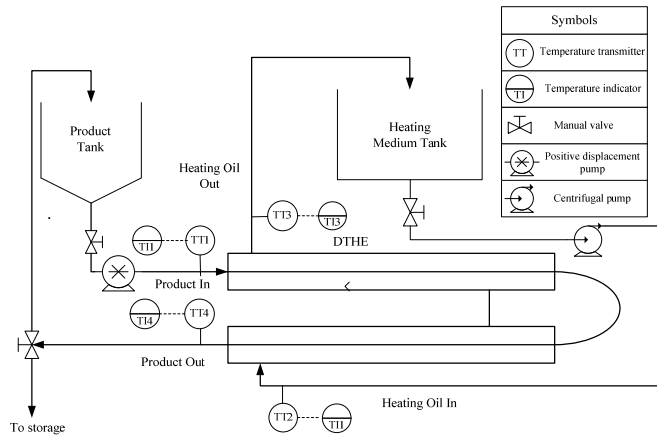 Symbols
TT
Temperature transmitter
TI
Temperature indicator
Manual valve
Positive displacement
pump
Centrifugal pump
Product
Tank
Heating
Medium Tank
Heating Oil
Out
TT3
TI3
DTHE
TI1
TT1
Product In
TI4
TT4
Product Out
Heating Oil In
TT2
TI1
To storage